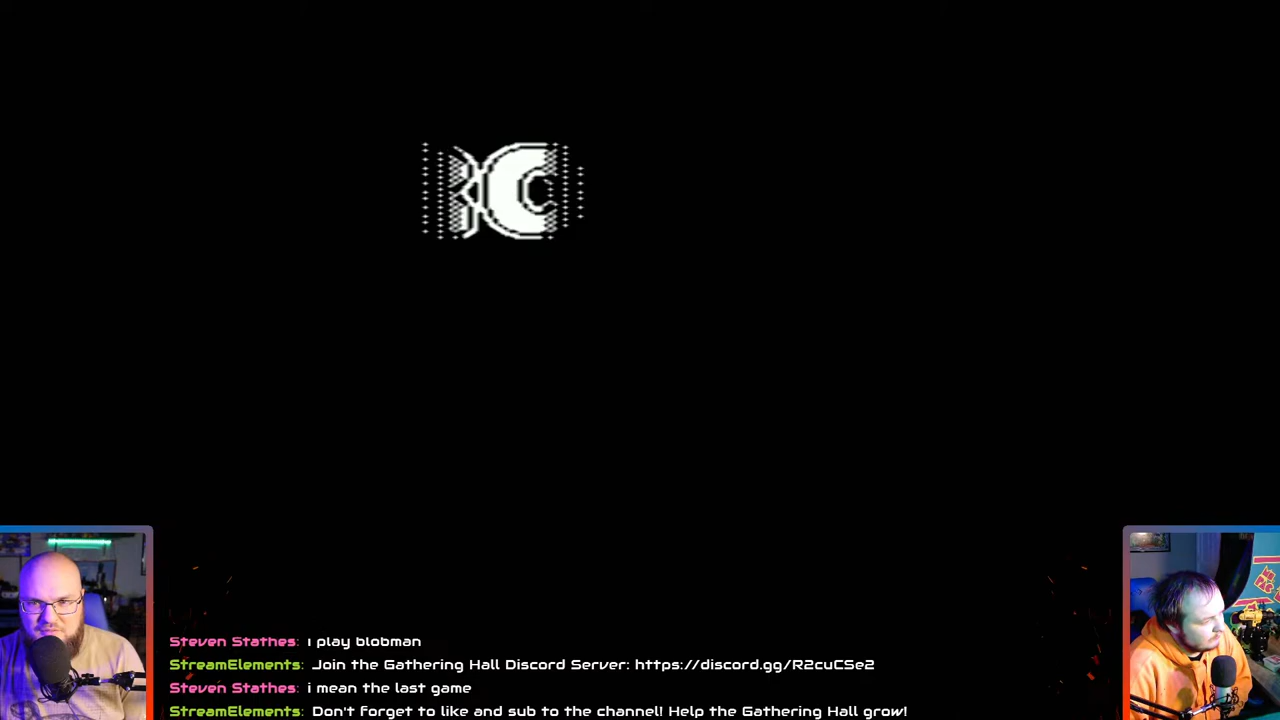 Steven Stathes: i play blobman
StreamElements: Join the Gathering Hall Discord Server: https://discord.gg/R2cuCSe2
Steven Stathes: i mean the last game
StreamElements: Don't forget to like and sub to the channel! Help the Gathering Hall grow!